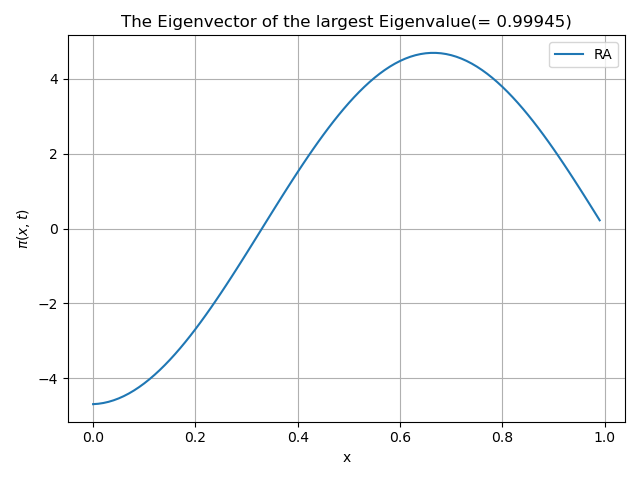 The Eigenvector of the largest Eigenvalue(= 0.99945)
RA
4
2
0
−2
−4
π(x, t)
0.0 0.2 0.4 0.6 0.8 1.0
x